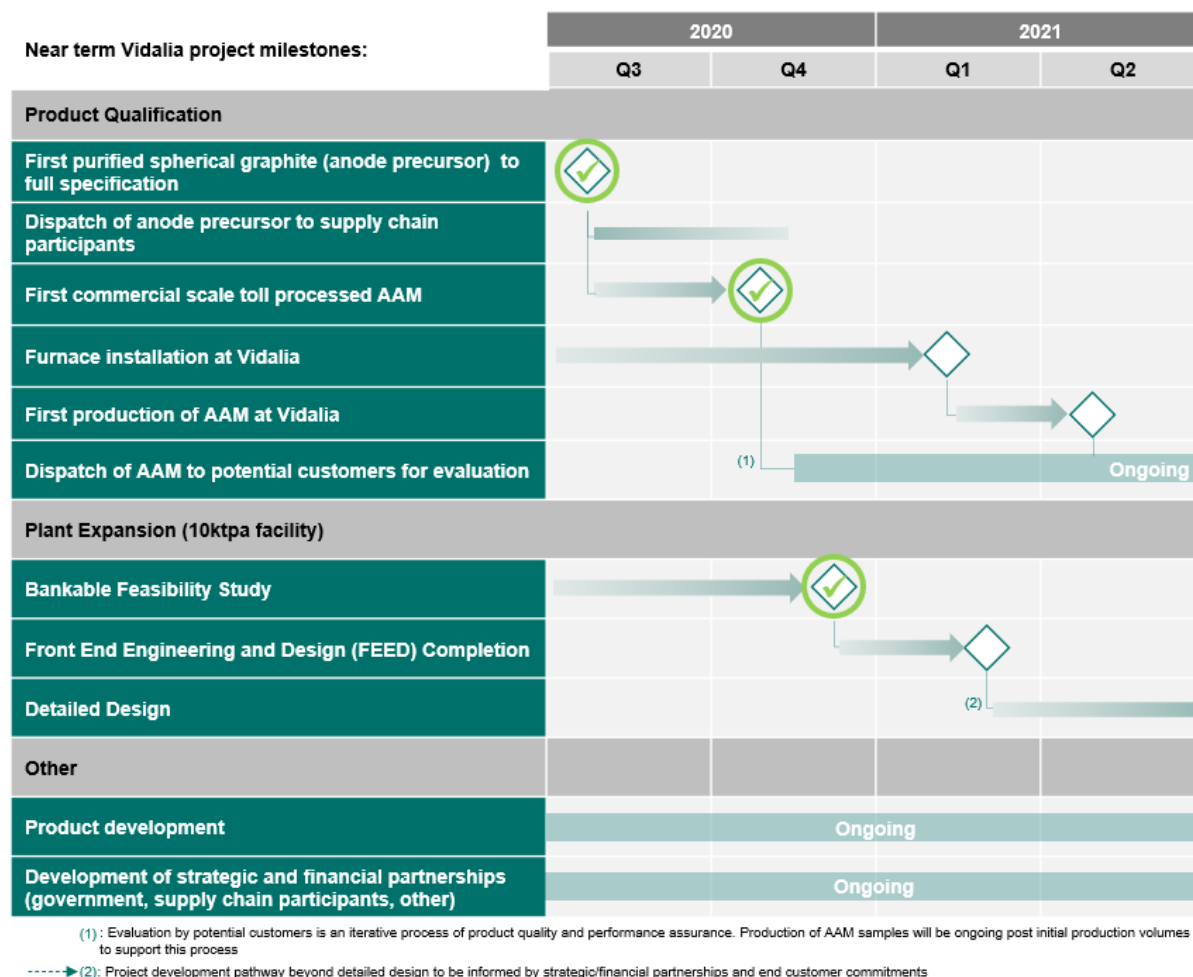 Near term Vidalia project milestones:
2020
2021
Q3
Q4
Q1
Q2
Product Qualification
First purified spherical graphite (anode precursor) to
full specification
Dispatch of anode precursor to supply chain
participants
First commercial scale toll processed AAM
Furnace installation at Vidalia
First production of AAM at Vidalia
Dispatch of AAM to potential customers for evaluation
(1)
Ongoing
Plant Expansion (10ktpa facility)
Bankable Feasibility Study
Front End Engineering and Design (FEED) Completion
Detailed Design
(2)
Other
Product development
Ongoing
Development of strategic and financial partnerships
(government, supply chain participants, other)
Ongoing
(1) : Evaluation by potential customers is an iterative process of product quality and performance assurance. Production of AAM samples will be ongoing post initial production volumes
to support this process
(2): Project development pathway beyond detailed design to be informed by strategic/financial partnerships and end customer commitments